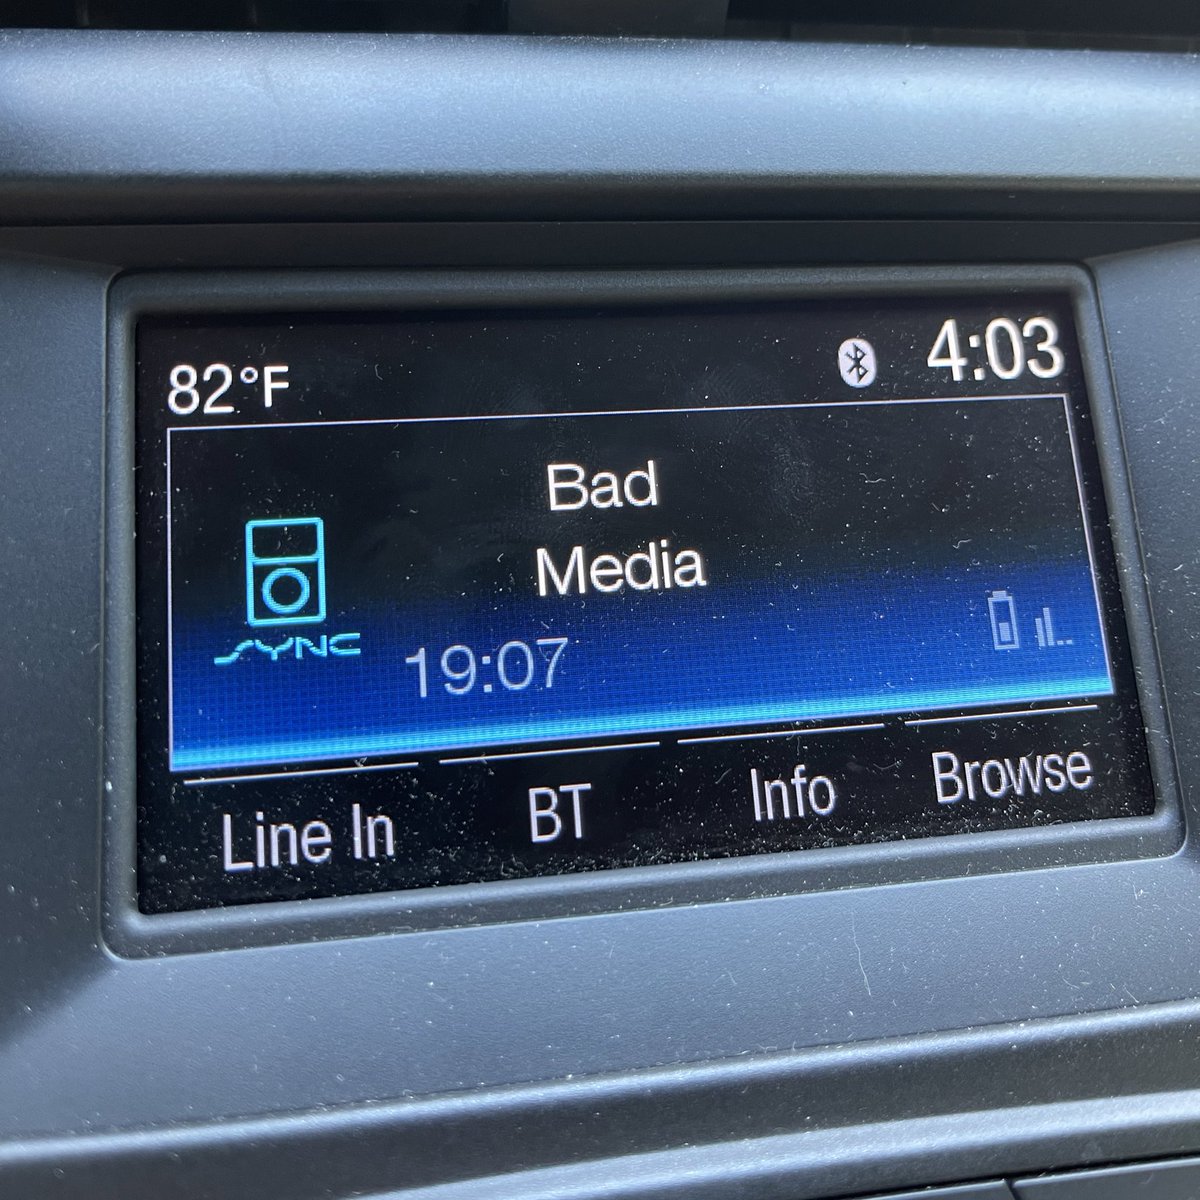 82°F 4:03
Bad
Media
SYNC
19:07
Line In BT Info Browse